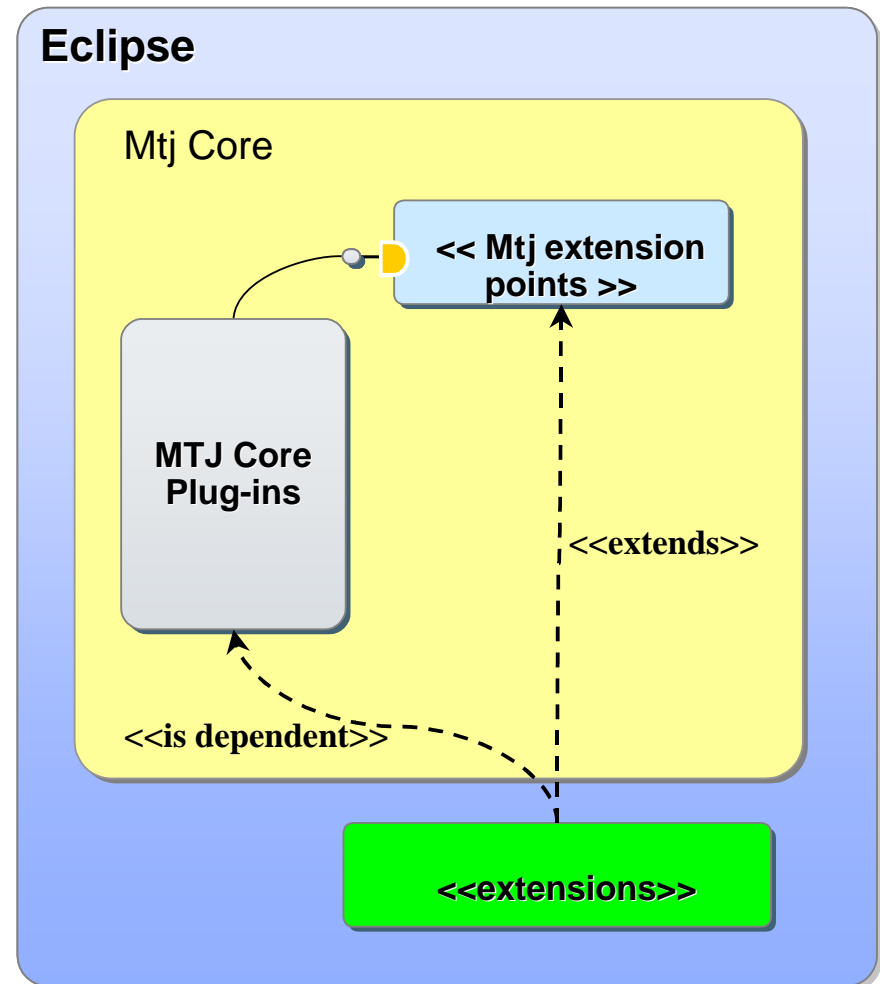 Eclipse
Mtj Core
<< Mtj extension
points >>
MTJ Core
Plug-ins
<<extends>>
<<is dependent>>
<<extensions>>